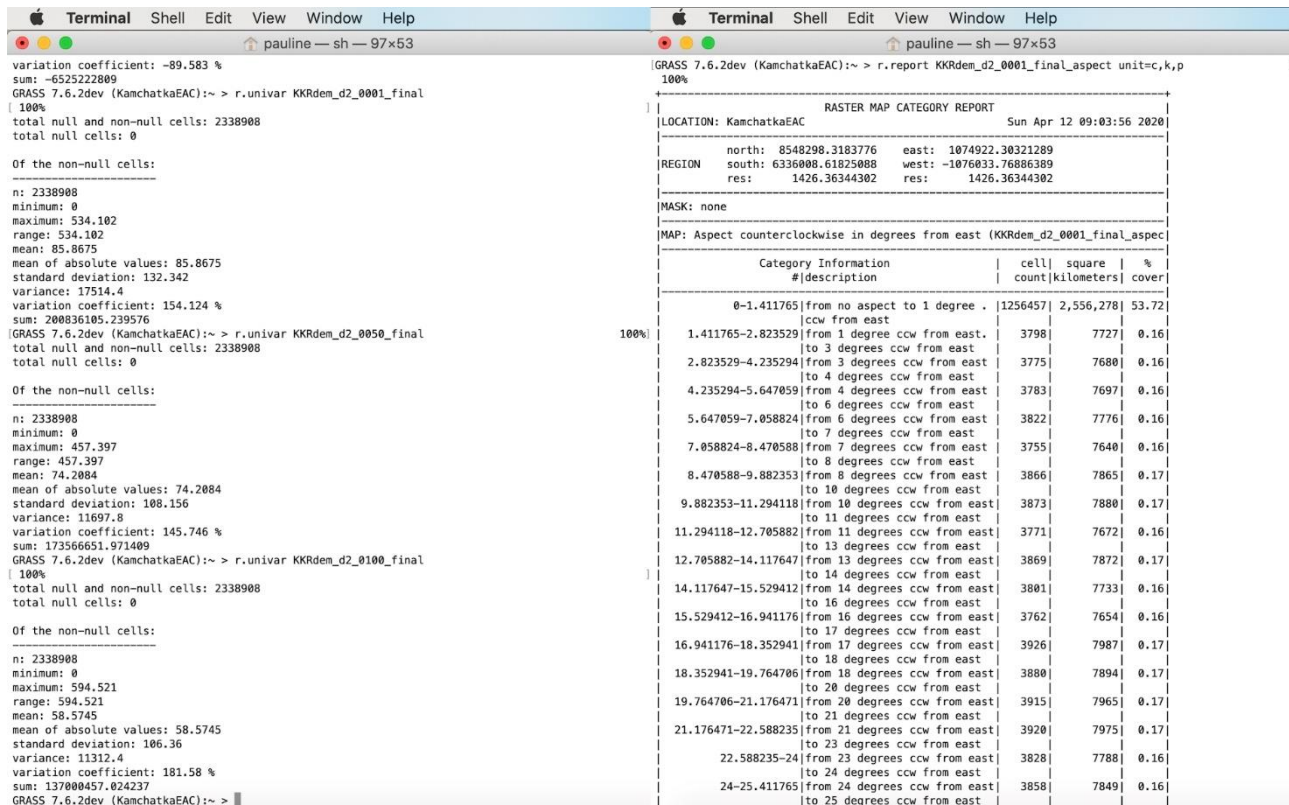 Terminal Shell Edit View Window Help
pauline — sh — 97×53
variation coefficient: -89.583 %
sum: -6525222809
GRASS 7.6.2dev (KamchatkaEAC):~ > r.univar KKRdem_d2_0001_final
[ 100% ]
total null and non-null cells: 2338908
total null cells: 0

Of the non-null cells:
----------------------
n: 2338908
minimum: 0
maximum: 534.102
range: 534.102
mean: 85.8675
mean of absolute values: 85.8675
standard deviation: 132.342
variance: 17514.4
variation coefficient: 154.124 %
sum: 200836105.239576
[GRASS 7.6.2dev (KamchatkaEAC):~ > r.univar KKRdem_d2_0050_final 100%]
total null and non-null cells: 2338908
total null cells: 0

Of the non-null cells:
----------------------
n: 2338908
minimum: 0
maximum: 457.397
range: 457.397
mean: 74.2084
mean of absolute values: 74.2084
standard deviation: 108.156
variance: 11697.8
variation coefficient: 145.746 %
sum: 173566651.971409
GRASS 7.6.2dev (KamchatkaEAC):~ > r.univar KKRdem_d2_0100_final
[ 100% ]
total null and non-null cells: 2338908
total null cells: 0

Of the non-null cells:
----------------------
n: 2338908
minimum: 0
maximum: 594.521
range: 594.521
mean: 58.5745
mean of absolute values: 58.5745
standard deviation: 106.36
variance: 11312.4
variation coefficient: 181.58 %
sum: 137000457.024237
GRASS 7.6.2dev (KamchatkaEAC):~ >
Terminal Shell Edit View Window Help
pauline — sh — 97×53
[GRASS 7.6.2dev (KamchatkaEAC):~ > r.report KKRdem_d2_0001_final_aspect unit=c,k,p
100%
+-----------------------------------------------------------------------------+
| RASTER MAP CATEGORY REPORT |
|LOCATION: KamchatkaEAC Sun Apr 12 09:03:56 2020|
|-----------------------------------------------------------------------------|
| north: 8548298.3183776 east: 1074922.30321289 |
|REGION south: 6336008.61825088 west: -1076033.76886389 |
| res: 1426.36344302 res: 1426.36344302 |
|-----------------------------------------------------------------------------|
|MASK: none |
|-----------------------------------------------------------------------------|
|MAP: Aspect counterclockwise in degrees from east (KKRdem_d2_0001_final_aspec|
|-----------------------------------------------------------------------------|
| Category Information | cell| square | % |
| #|description | count|kilometers| cover|
|-----------------------------------------------------------------------------|
| 0-1.411765|from no aspect to 1 degree . |1256457| 2,556,278| 53.72|
| |ccw from east | | | |
| 1.411765-2.823529|from 1 degree ccw from east. | 3798| 7727| 0.16|
| |to 3 degrees ccw from east | | | |
| 2.823529-4.235294|from 3 degrees ccw from east | 3775| 7680| 0.16|
| |to 4 degrees ccw from east | | | |
| 4.235294-5.647059|from 4 degrees ccw from east | 3783| 7697| 0.16|
| |to 6 degrees ccw from east | | | |
| 5.647059-7.058824|from 6 degrees ccw from east | 3822| 7776| 0.16|
| |to 7 degrees ccw from east | | | |
| 7.058824-8.470588|from 7 degrees ccw from east | 3755| 7640| 0.16|
| |to 8 degrees ccw from east | | | |
| 8.470588-9.882353|from 8 degrees ccw from east | 3866| 7865| 0.17|
| |to 10 degrees ccw from east | | | |
| 9.882353-11.294118|from 10 degrees ccw from east| 3873| 7880| 0.17|
| |to 11 degrees ccw from east | | | |
| 11.294118-12.705882|from 11 degrees ccw from east| 3771| 7672| 0.16|
| |to 13 degrees ccw from east | | | |
| 12.705882-14.117647|from 13 degrees ccw from east| 3869| 7872| 0.17|
| |to 14 degrees ccw from east | | | |
| 14.117647-15.529412|from 14 degrees ccw from east| 3801| 7733| 0.16|
| |to 16 degrees ccw from east | | | |
| 15.529412-16.941176|from 16 degrees ccw from east| 3762| 7654| 0.16|
| |to 17 degrees ccw from east | | | |
| 16.941176-18.352941|from 17 degrees ccw from east| 3926| 7987| 0.17|
| |to 18 degrees ccw from east | | | |
| 18.352941-19.764706|from 18 degrees ccw from east| 3880| 7894| 0.17|
| |to 20 degrees ccw from east | | | |
| 19.764706-21.176471|from 20 degrees ccw from east| 3915| 7965| 0.17|
| |to 21 degrees ccw from east | | | |
| 21.176471-22.588235|from 21 degrees ccw from east| 3920| 7975| 0.17|
| |to 23 degrees ccw from east | | | |
| 22.588235-24|from 23 degrees ccw from east| 3828| 7788| 0.16|
| |to 24 degrees ccw from east | | | |
| 24-25.411765|from 24 degrees ccw from east| 3858| 7849| 0.16|
| |to 25 degrees ccw from east | | | |